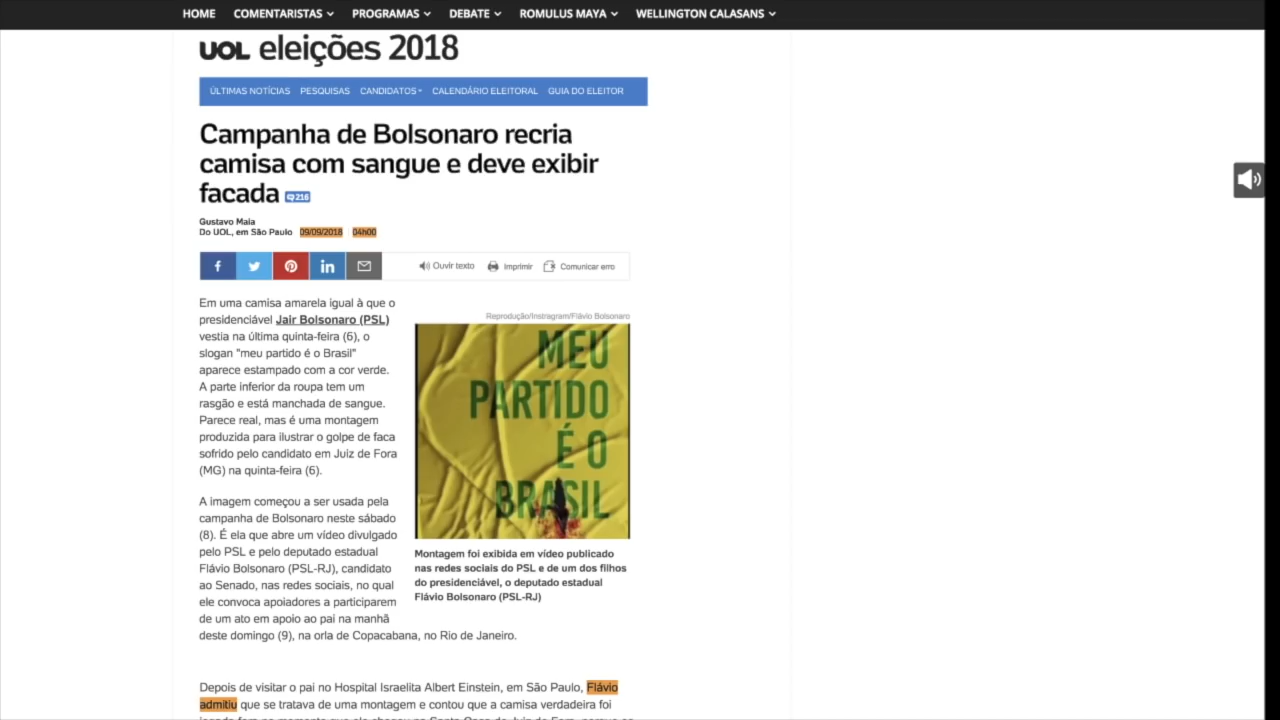 HOME COMENTARISTAS PROGRAMAS DEBATE ROMULUS MAYA WELLINGTON CALASANS
UOL eleições 2018
ÚLTIMAS NOTÍCIAS PESQUISAS CANDIDATOS CALENDÁRIO ELEITORAL GUIA DO ELEITOR
Campanha de Bolsonaro recria
camisa com sangue e deve exibir
facada 216
Gustavo Maia
Do UOL, em São Paulo 09/09/2018 04h00
Ouvir texto Imprimir Comunicar erro
Em uma camisa amarela igual à que o
presidenciável Jair Bolsonaro (PSL)
vestia na última quinta-feira (6), o
slogan "meu partido é o Brasil"
aparece estampado com a cor verde.
A parte inferior da roupa tem um
rasgão e está manchada de sangue.
Parece real, mas é uma montagem
produzida para ilustrar o golpe de faca
sofrido pelo candidato em Juiz de Fora
(MG) na quinta-feira (6).
A imagem começou a ser usada pela
campanha de Bolsonaro neste sábado
(8). É ela que abre um vídeo divulgado
pelo PSL e pelo deputado estadual
Flávio Bolsonaro (PSL-RJ), candidato
ao Senado, nas redes sociais, no qual
ele convoca apoiadores a participarem
de um ato em apoio ao pai na manhã
deste domingo (9), na orla de Copacabana, no Rio de Janeiro.
Reprodução/Instragram/Flávio Bolsonaro
MEU
PARTIDO
É O
BRASIL
Montagem foi exibida em vídeo publicado
nas redes sociais do PSL e de um dos filhos
do presidenciável, o deputado estadual
Flávio Bolsonaro (PSL-RJ)
Depois de visitar o pai no Hospital Israelita Albert Einstein, em São Paulo, Flávio
admitiu que se tratava de uma montagem e contou que a camisa verdadeira foi